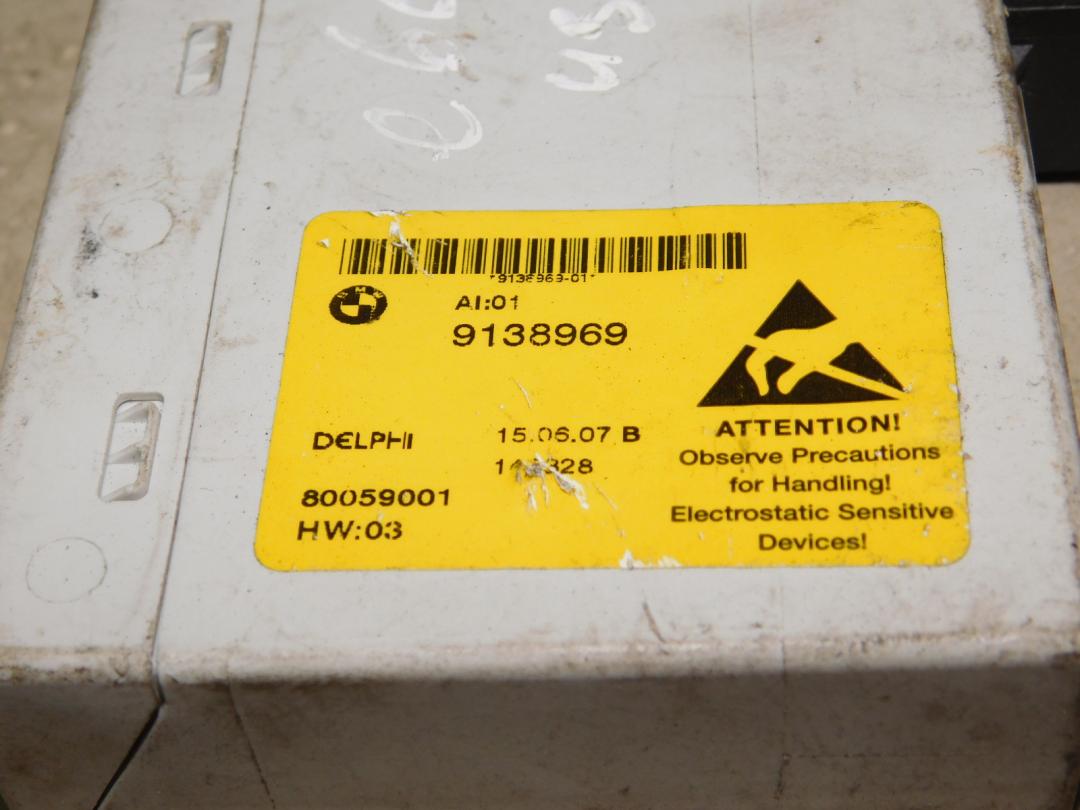 *9138969-01*
BMW
AI:01
9138969
DELPHI
15.06.07 B
80059001
HW:03
ATTENTION!
Observe Precautions
for Handling!
Electrostatic Sensitive
Devices!